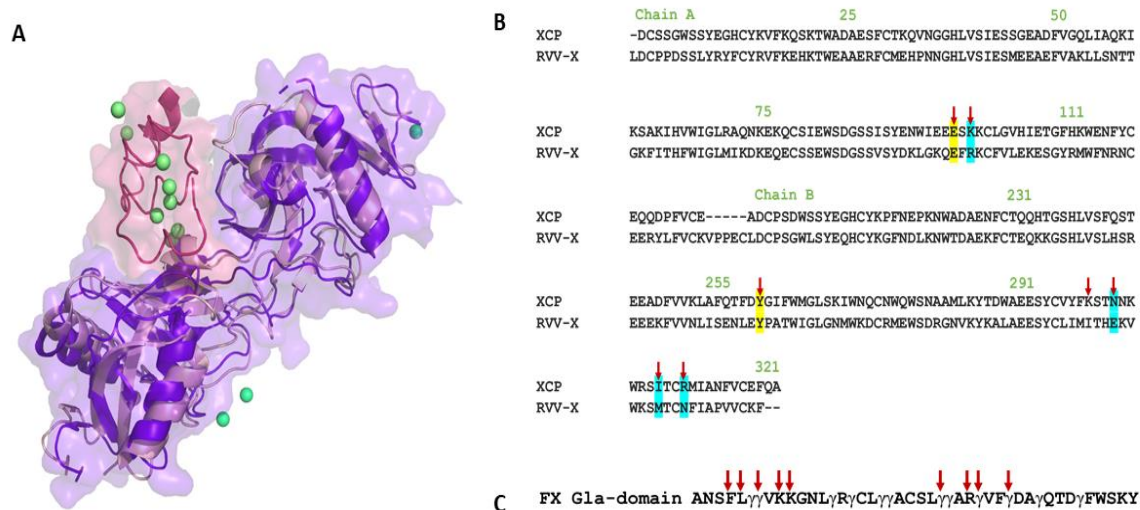 A
B
Chain A 25 50
XCP -DCSSGWSSYEGHCYKVFKQSKTWADAESFCTKQVNGGHLVSIESSGEADFVGQLIAQKI
RVV-X LDCPPDSSLYRYFCYRVFKEHKTWEAAERFCMEHPNNGHLVSIESMEEAEFVAKLLSNTT
75 111
XCP KSAKIHVWIGLRAQNKEKQCSIEWSDGSSISYENWIEEESKKCLGVHIETGFHKWENFYC
RVV-X GKFITHFWIGLMIKDKEQECSSEWSDGSSVSYDKLGKQEFRKCFVLEKESGYRMWFNRNC
Chain B 231
XCP EQQDPFVCE-----ADCPSDWSSYEGHCYKPFNEPKNWADAENFCTQQHTGSHLVSFQST
RVV-X EERYLFVCKVPPECLDCPSGWLSYEQHCYKGFNDLKNWTDAEKFCTEQKKGSHLVSLHSR
255 291
XCP EEADFVVKLAFQTFDYGIFWMGLSKIWNQCNWQWSNAAMLKYTDWAEESYCVYFKSTNNK
RVV-X EEEKFVVNLISENLEYPATWIGLGNMWKDCRMEWSDRGNVKYKALAEESYCLIMITHEKV
321
XCP WRSITCRMIANFVCEFQA
RVV-X WKSMTCNFIAPVVCKF--
C FX Gla-domain ANSFLγγVKKGNLγRγCLγγACSLγγARγVFγDAγQTDγFWSKY